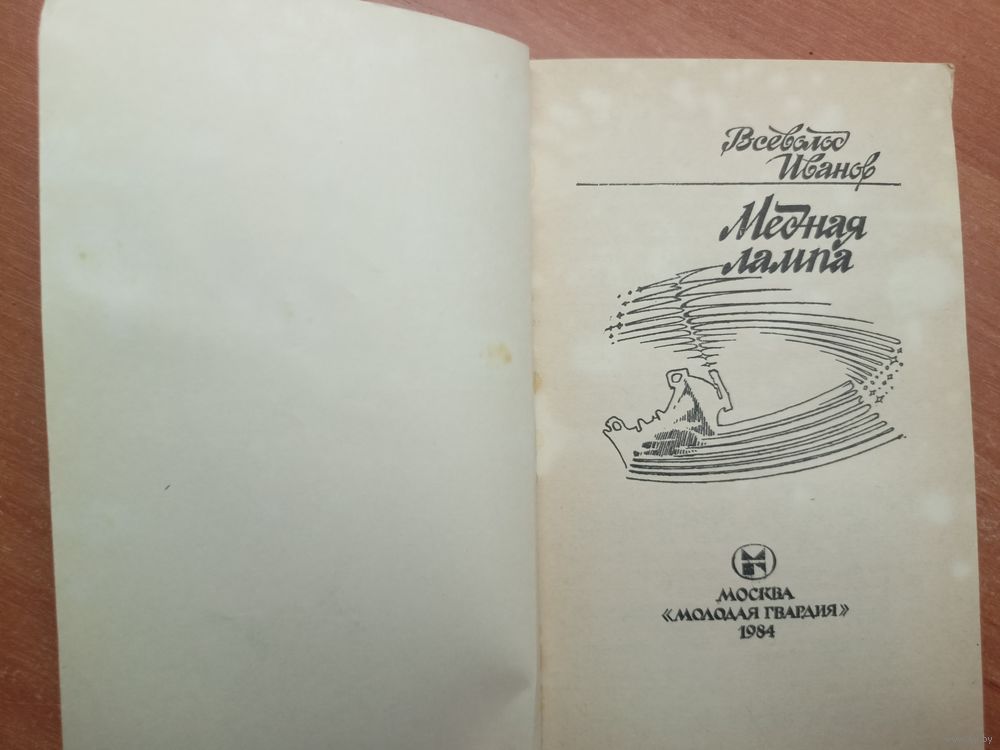 Всеволод
Иванов
Медная
лампа
МОСКВА
«МОЛОДАЯ ГВАРДИЯ»
1984